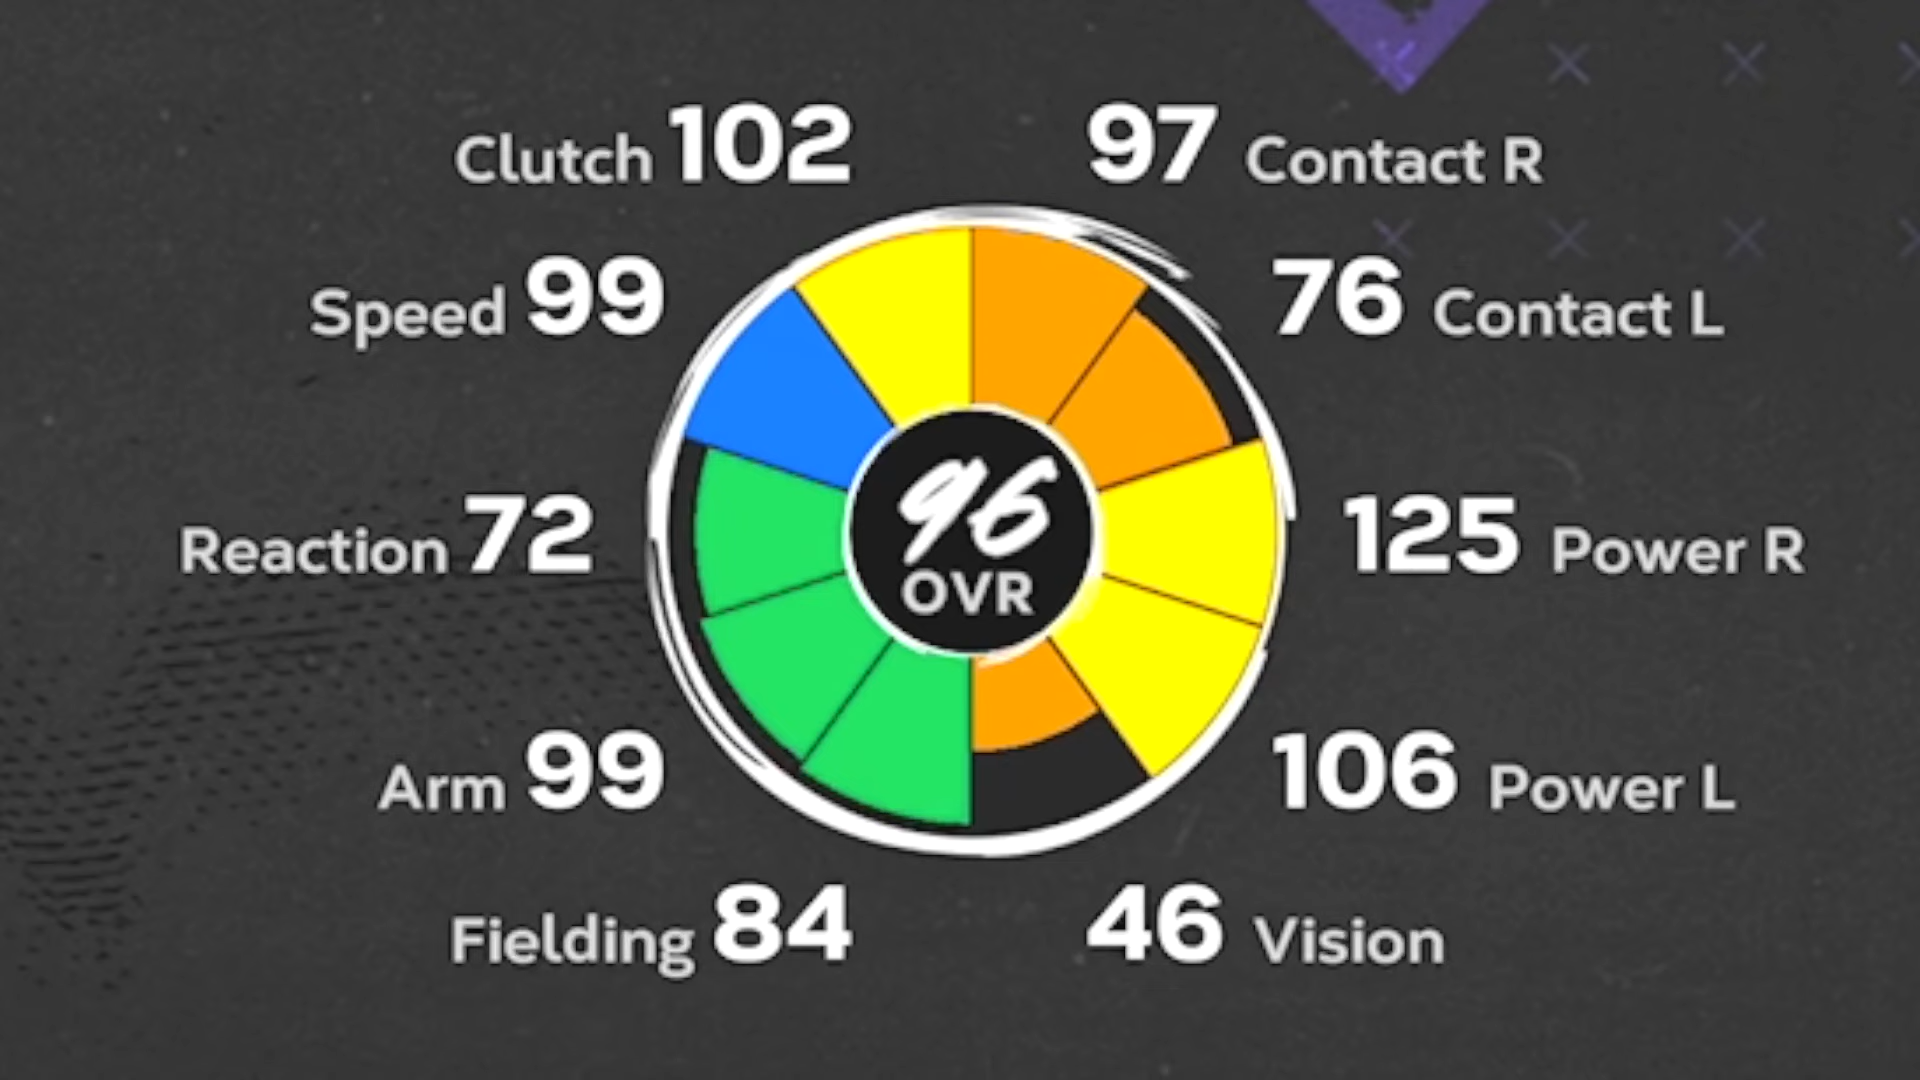 Clutch 102
97 Contact R
Speed 99
76 Contact L
Reaction 72
96
OVR
125 Power R
Arm 99
106 Power L
Fielding 84
46 Vision